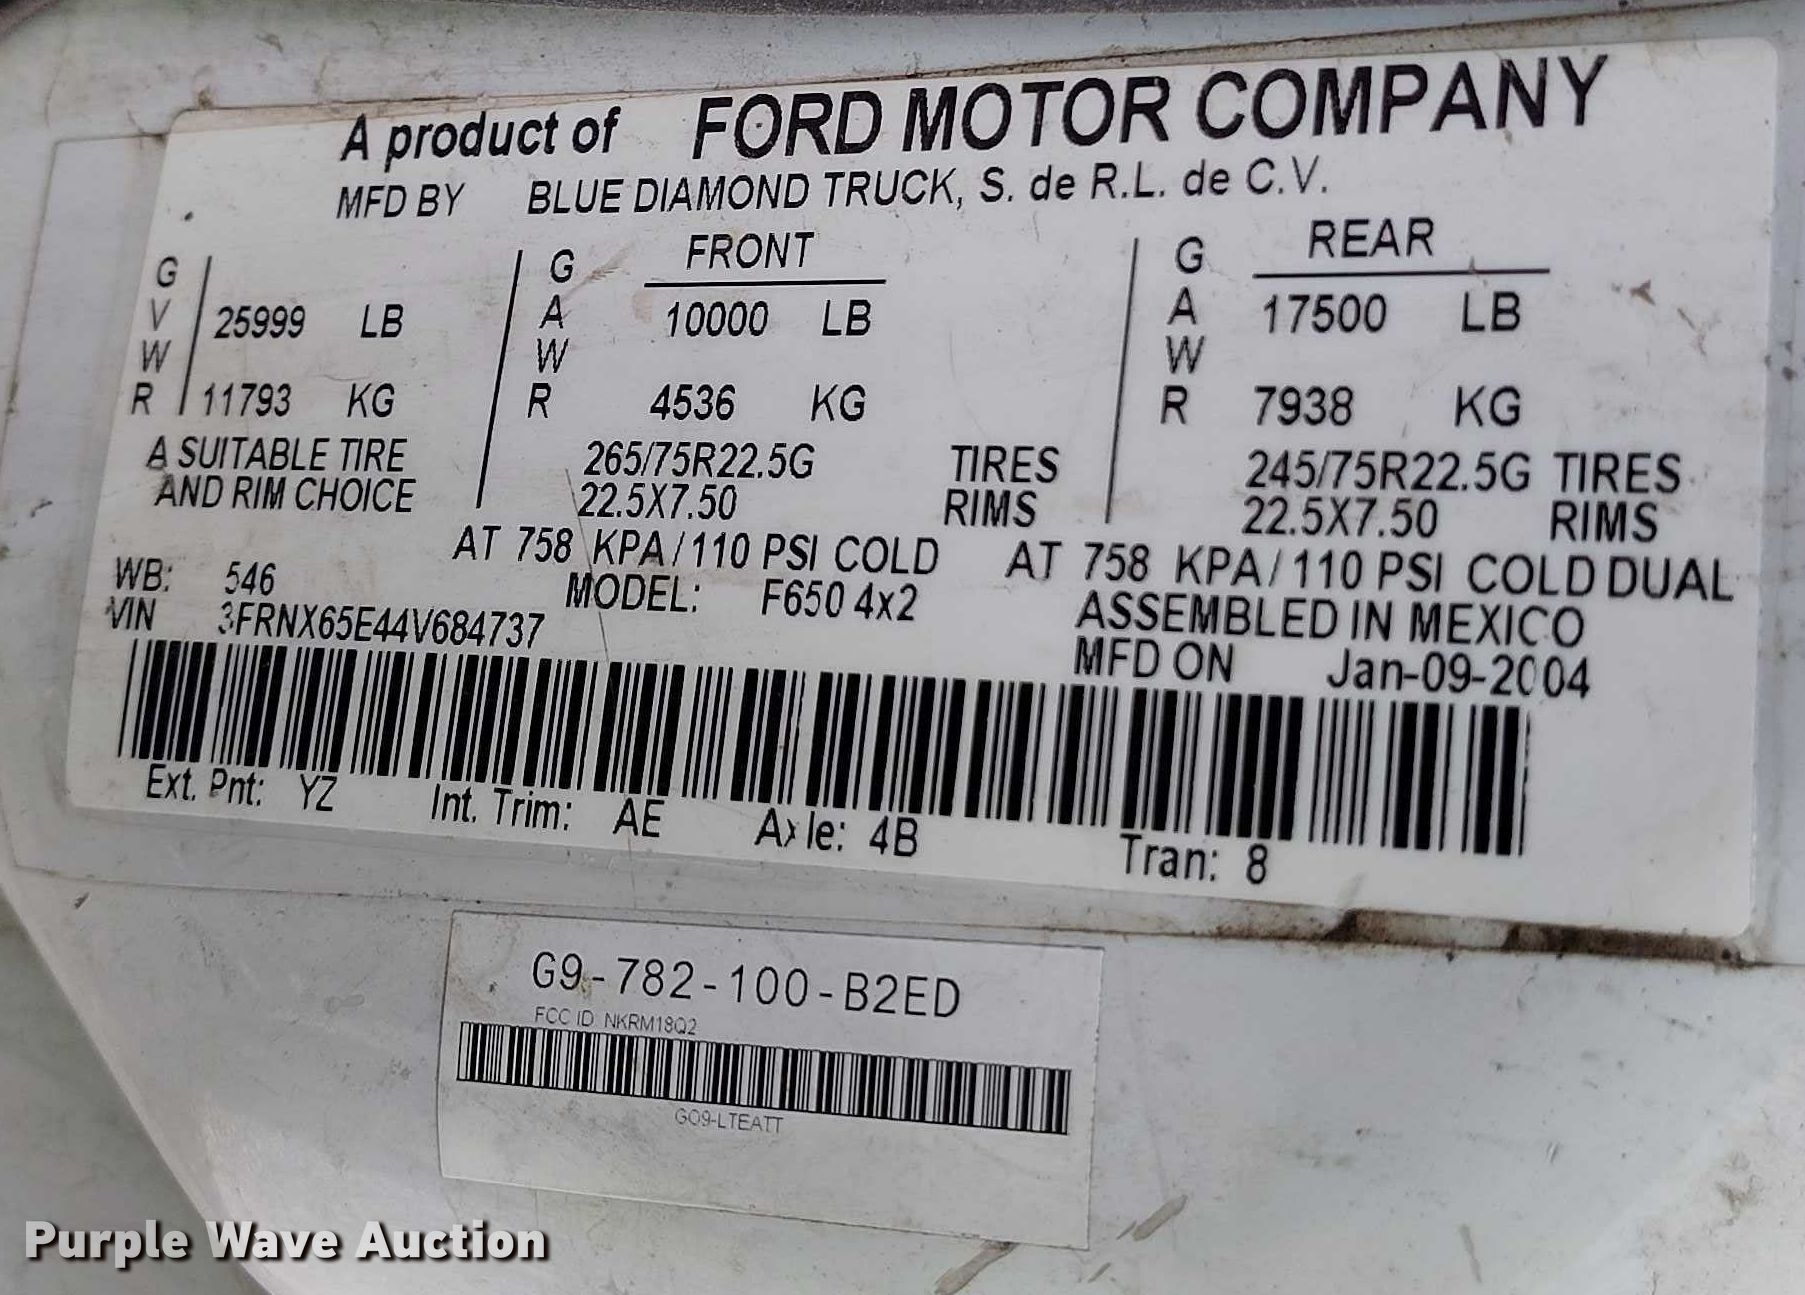 A product of FORD MOTOR COMPANY
MFD BY BLUE DIAMOND TRUCK, S. de R.L. de C.V.
GVWR 25999 LB
11793 KG
GAWR FRONT
10000 LB
4536 KG
GAWR REAR
17500 LB
7938 KG
A SUITABLE TIRE AND RIM CHOICE
265/75R22.5G TIRES
22.5X7.50 RIMS
AT 758 KPA/110 PSI COLD
245/75R22.5G TIRES
22.5X7.50 RIMS
AT 758 KPA/110 PSI COLD DUAL
WB: 546 MODEL: F650 4x2 ASSEMBLED IN MEXICO
VIN 3FRNX65E44V684737 MFD ON Jan-09-2004
Ext. Pnt: YZ Int. Trim: AE Axle: 4B Tran: 8
G9-782-100-B2ED
FCC ID NKRM18Q2
GO9-LTEATT
Purple Wave Auction